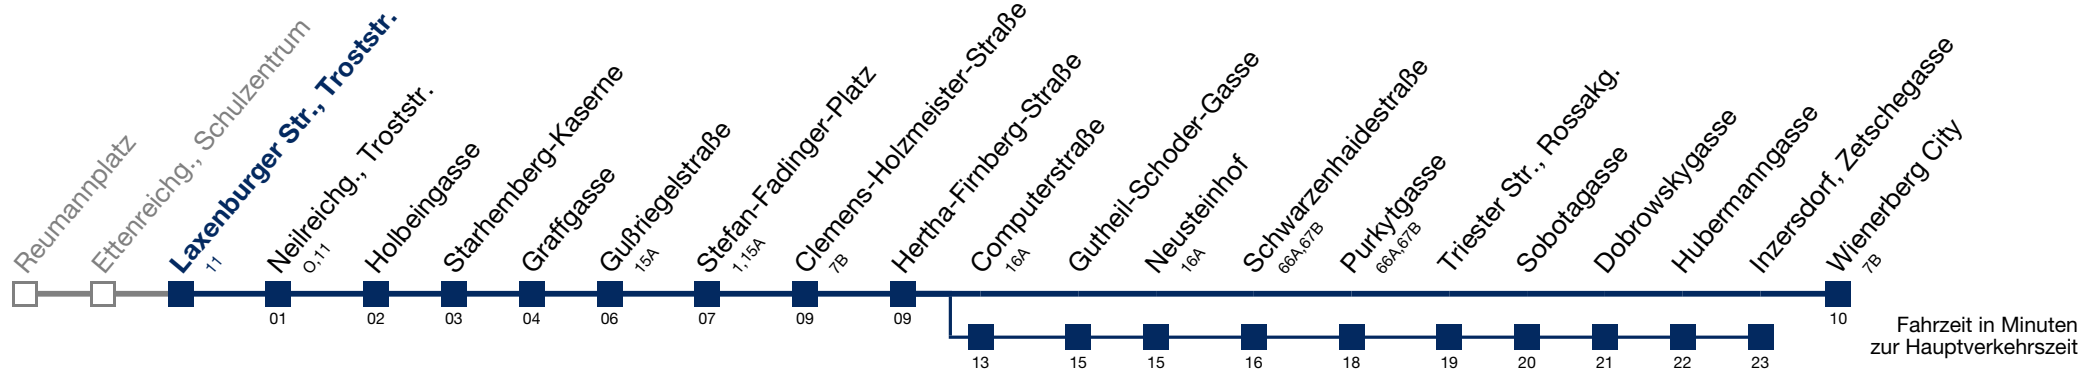 Reumannplatz
Ettenreichg., Schulzentrum
Laxenburger Str., Troststr.
11
Neilreichg., Troststr.
O,11
Holbeingasse
Starhemberg-Kaserne
Graffgasse
Gußriegelstraße
15A
Stefan-Fadinger-Platz
1,15A
Clemens-Holzmeister-Straße
7B
Hertha-Firnberg-Straße
Computerstraße
16A
Gutheil-Schoder-Gasse
Neusteinhof
16A
Schwarzenhaidestraße
66A,67B
Purkytgasse
66A,67B
Triester Str., Rossakg.
Sobotagasse
Dobrowskygasse
Hubermanngasse
Inzersdorf, Zetschegasse
Wienerberg City
7B
01 02 03 04 06 07 09 09 10
13 15 15 16 18 19 20 21 22 23
Fahrzeit in Minuten
zur Hauptverkehrszeit